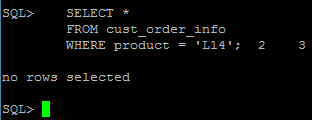 SQL> SELECT *
FROM cust_order_info
WHERE product = 'L14'; 2 3
no rows selected
SQL>